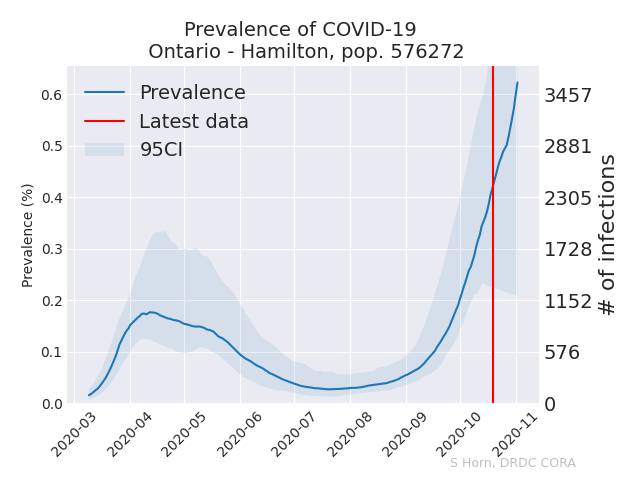 Prevalence of COVID-19
Ontario - Hamilton, pop. 576272
Prevalence
Latest data
95CI
Prevalence (%)
0.6
0.5
0.4
0.3
0.2
0.1
0.0
3457
2881
2305
1728
1152
576
0
# of infections
2020-03
2020-04
2020-05
2020-06
2020-07
2020-08
2020-09
2020-10
2020-11
S Horn, DRDC CORA